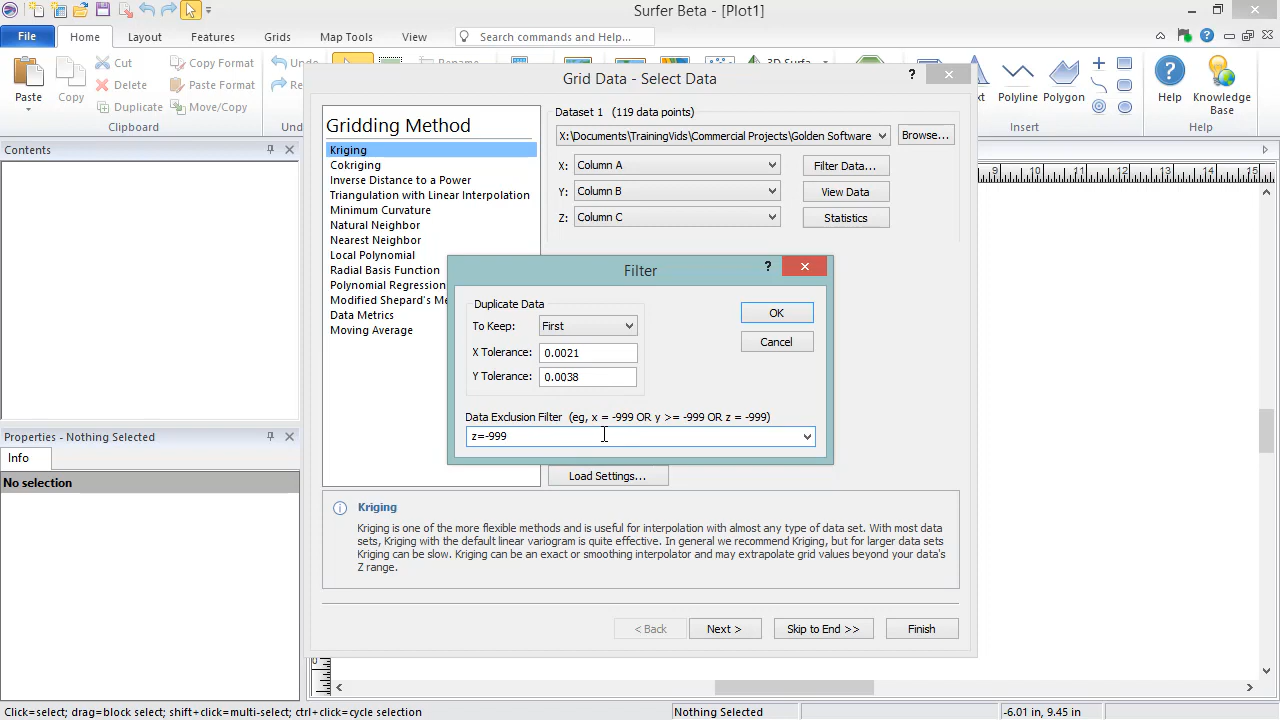 Surfer Beta - [Plot1]
File Home Layout Features Grids Map Tools View Search commands and Help...
Paste
Copy
Cut
Delete
Duplicate
Copy Format
Paste Format
Move/Copy
Clipboard
Undo
Polyline
Polygon
Insert
Help
Knowledge Base
Help
Contents
Properties - Nothing Selected
Info
No selection
Grid Data - Select Data
Gridding Method
Kriging
Cokriging
Inverse Distance to a Power
Triangulation with Linear Interpolation
Minimum Curvature
Natural Neighbor
Nearest Neighbor
Local Polynomial
Radial Basis Function
Polynomial Regression
Modified Shepard's Me
Data Metrics
Moving Average
Dataset 1 (119 data points)
X:\Documents\TrainingVids\Commercial Projects\Golden Software
Browse...
X: Column A
Filter Data...
Y: Column B
View Data
Z: Column C
Statistics
Filter
Duplicate Data
To Keep: First
X Tolerance: 0.0021
Y Tolerance: 0.0038
OK
Cancel
Data Exclusion Filter (eg, x = -999 OR y >= -999 OR z = -999)
z=-999
Load Settings...
Kriging
Kriging is one of the more flexible methods and is useful for interpolation with almost any type of data set. With most data
sets, Kriging with the default linear variogram is quite effective. In general we recommend Kriging, but for larger data sets
Kriging can be slow. Kriging can be an exact or smoothing interpolator and may extrapolate grid values beyond your data's
Z range.
< Back
Next >
Skip to End >>
Finish
9 10 11 12 13 14 15
Click=select; drag=block select; shift+click=multi-select; ctrl+click=cycle selection
Nothing Selected
-6.01 in, 9.45 in